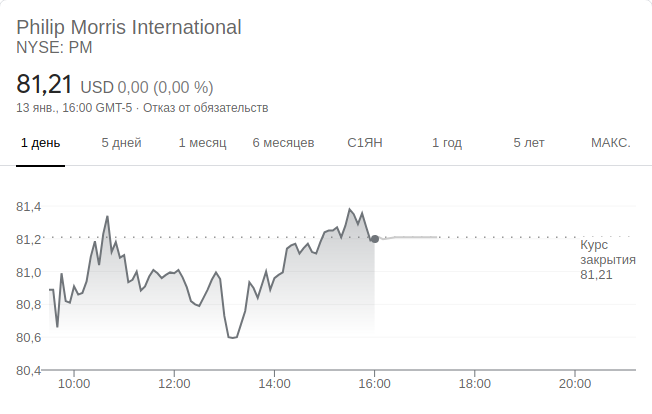 Philip Morris International
NYSE: PM
81,21 USD 0,00 (0,00 %)
13 янв., 16:00 GMT-5 · Отказ от обязательств
1 день 5 дней 1 месяц 6 месяцев С1ЯН 1 год 5 лет МАКС.
81,4
81,2
Курс
закрытия
81,21
81,0
80,8
80,6
80,4
10:00 12:00 14:00 16:00 18:00 20:00